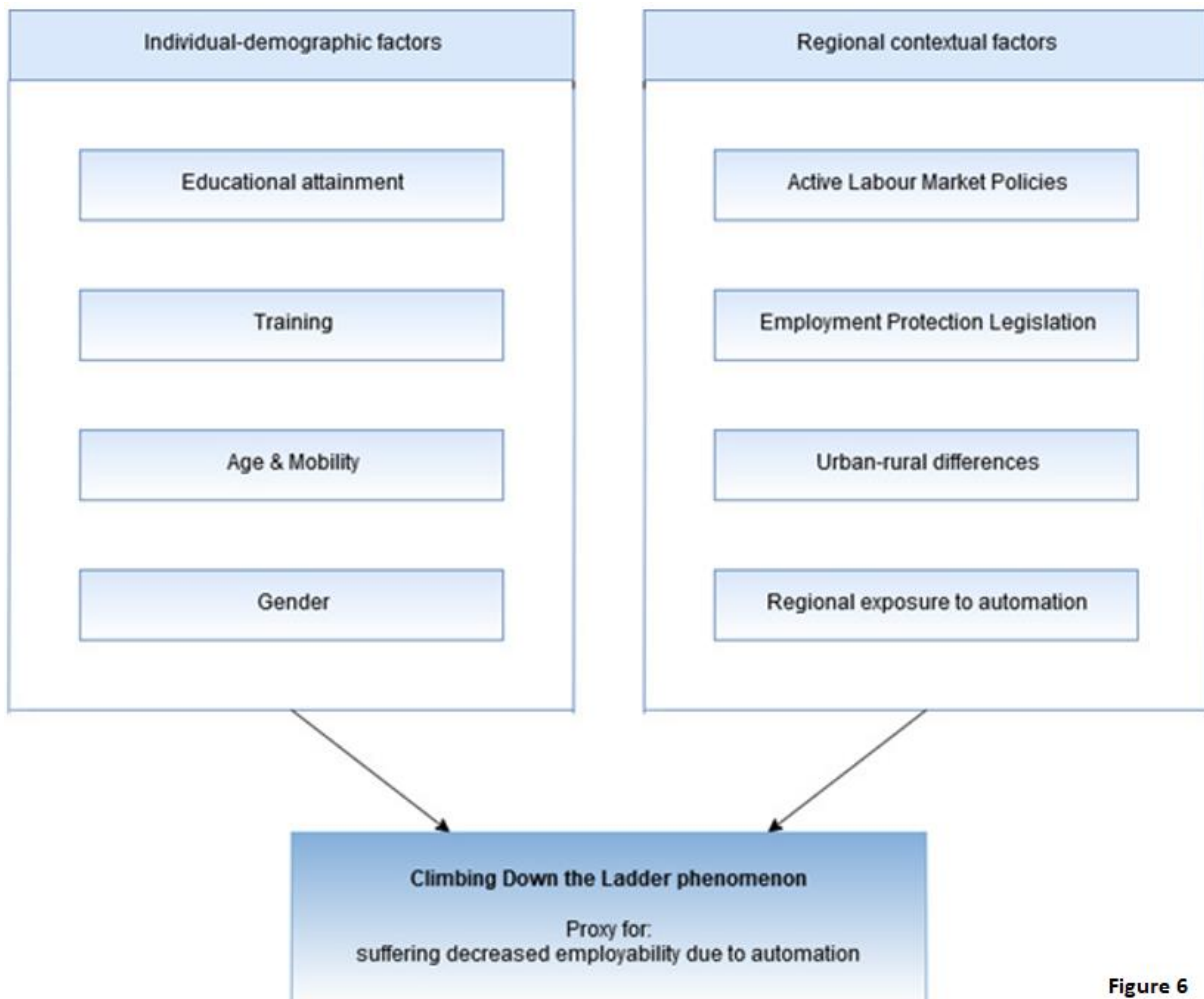 Individual-demographic factors
Educational attainment
Training
Age & Mobility
Gender
Regional contextual factors
Active Labour Market Policies
Employment Protection Legislation
Urban-rural differences
Regional exposure to automation
Climbing Down the Ladder phenomenon
Proxy for:
suffering decreased employability due to automation
Figure 6